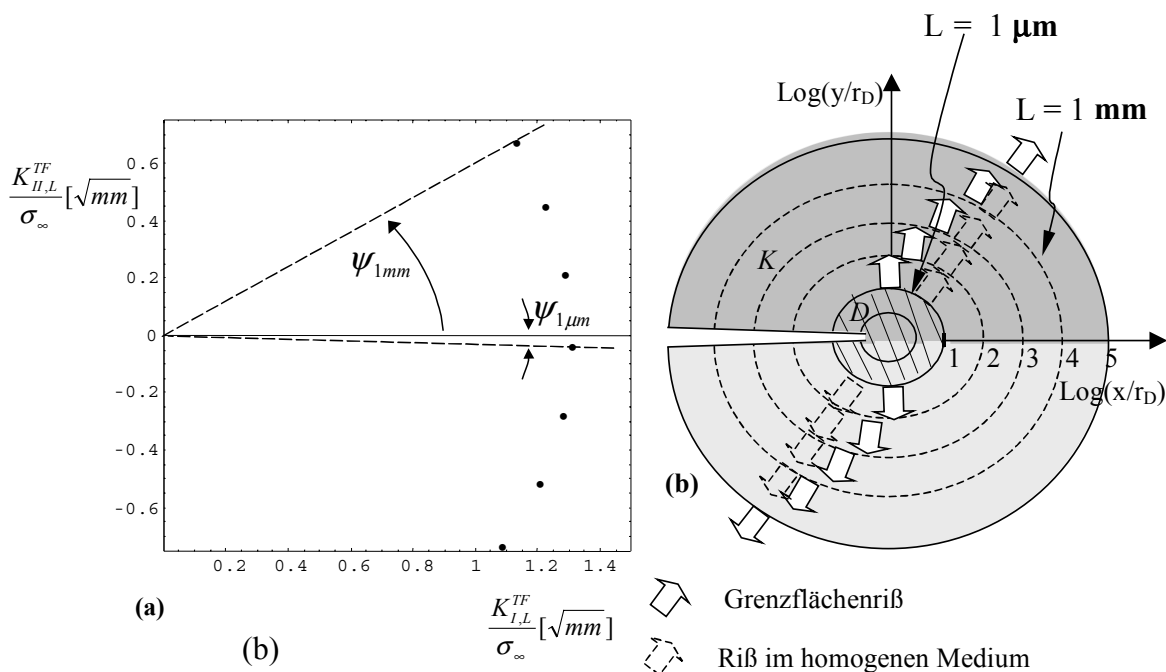 L = 1 μm
Log(y/r_D)
L = 1 mm
K_{II,L}^{TF} / σ_∞ [√mm]
0.6
0.4
0.2
0
-0.2
-0.4
-0.6
ψ_{1mm}
ψ_{1μm}
0.2 0.4 0.6 0.8 1 1.2 1.4
K
D
1 2 3 4 5
Log(x/r_D)
(b)
(a)
K_{I,L}^{TF} / σ_∞ [√mm]
(b)
Grenzflächenriß
Riß im homogenen Medium